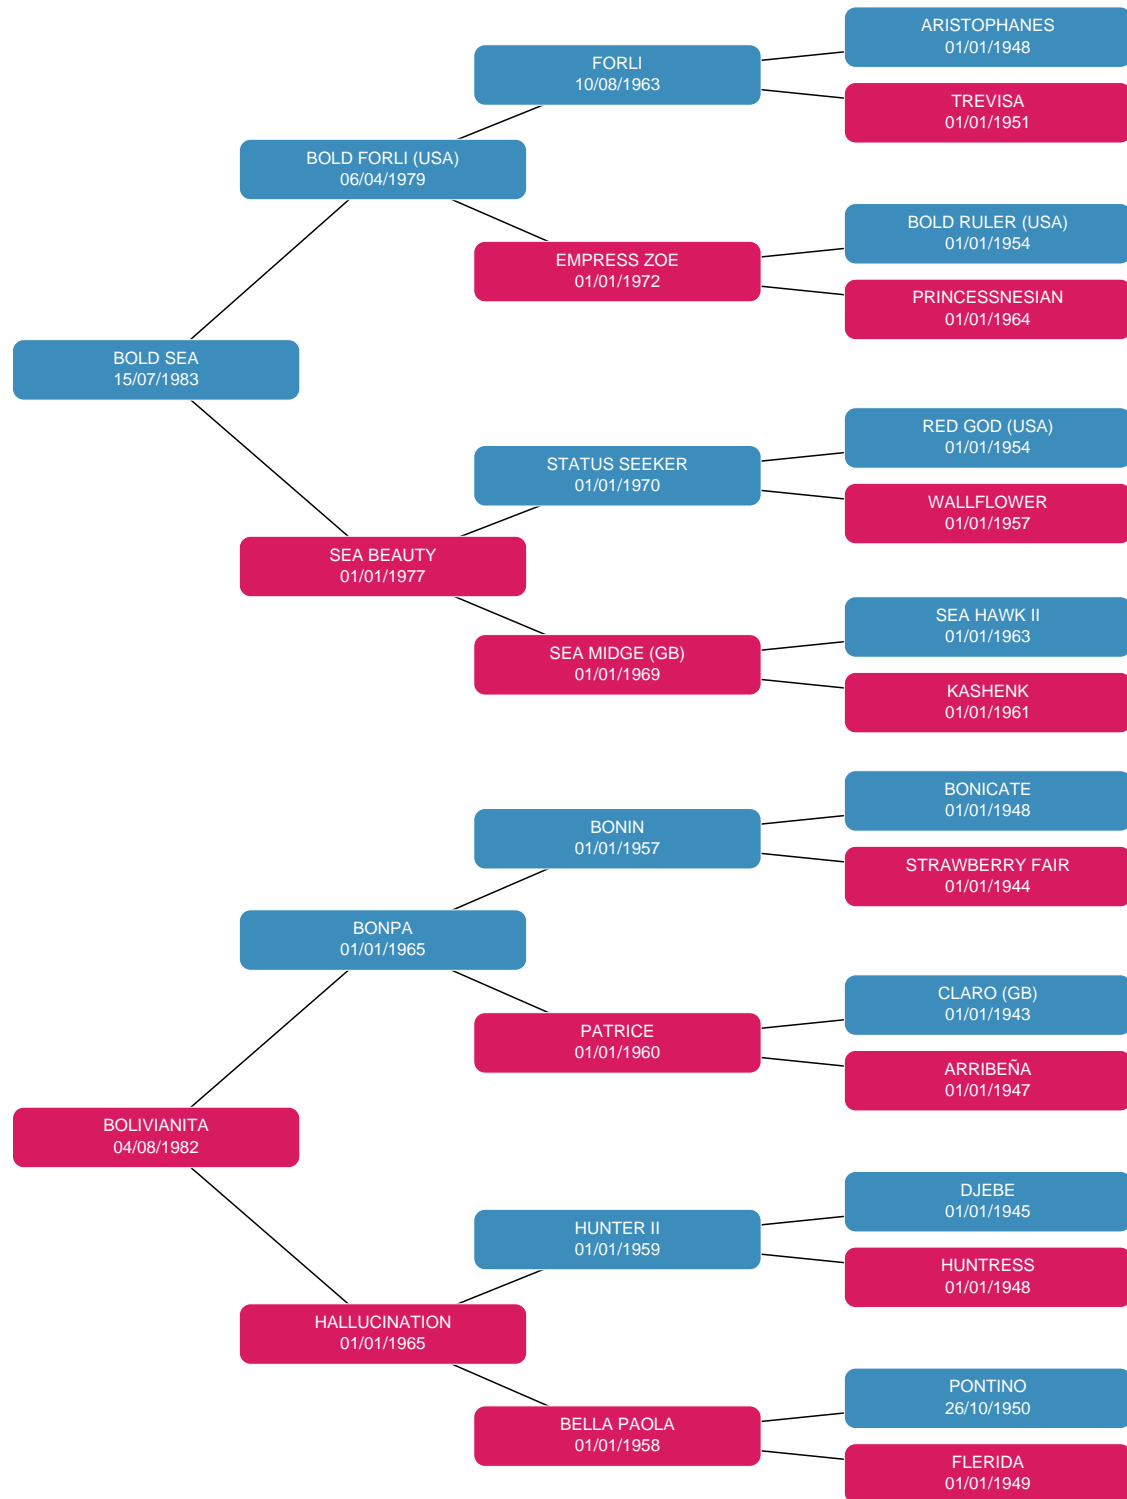 ARISTOPHANES
01/01/1948
FORLI
10/08/1963
TREVISA
01/01/1951
BOLD FORLI (USA)
06/04/1979
BOLD RULER (USA)
01/01/1954
EMPRESS ZOE
01/01/1972
PRINCESSNESIAN
01/01/1964
BOLD SEA
15/07/1983
RED GOD (USA)
01/01/1954
STATUS SEEKER
01/01/1970
WALLFLOWER
01/01/1957
SEA BEAUTY
01/01/1977
SEA HAWK II
01/01/1963
SEA MIDGE (GB)
01/01/1969
KASHENK
01/01/1961
BONICATE
01/01/1948
BONIN
01/01/1957
STRAWBERRY FAIR
01/01/1944
BONPA
01/01/1965
CLARO (GB)
01/01/1943
PATRICE
01/01/1960
ARRIBEÑA
01/01/1947
BOLIVIANITA
04/08/1982
DJEBE
01/01/1945
HUNTER II
01/01/1959
HUNTRESS
01/01/1948
HALLUCINATION
01/01/1965
PONTINO
26/10/1950
BELLA PAOLA
01/01/1958
FLERIDA
01/01/1949